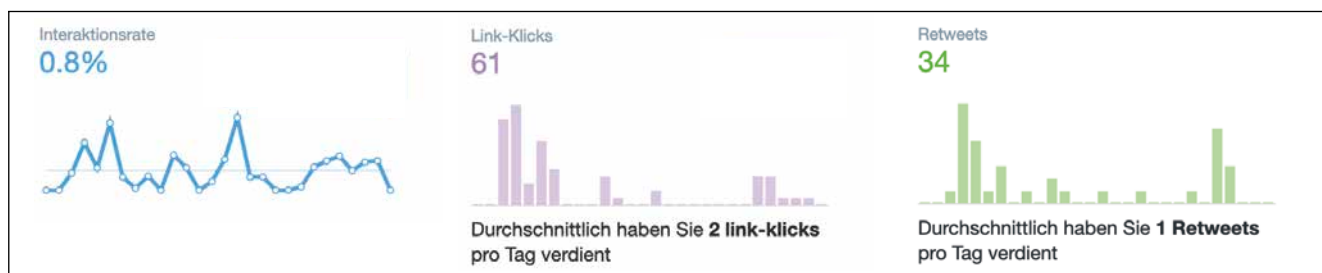 Interaktionsrate
0.8%
Link-Klicks
61
Durchschnittlich haben Sie 2 link-klicks
pro Tag verdient
Retweets
34
Durchschnittlich haben Sie 1 Retweets
pro Tag verdient